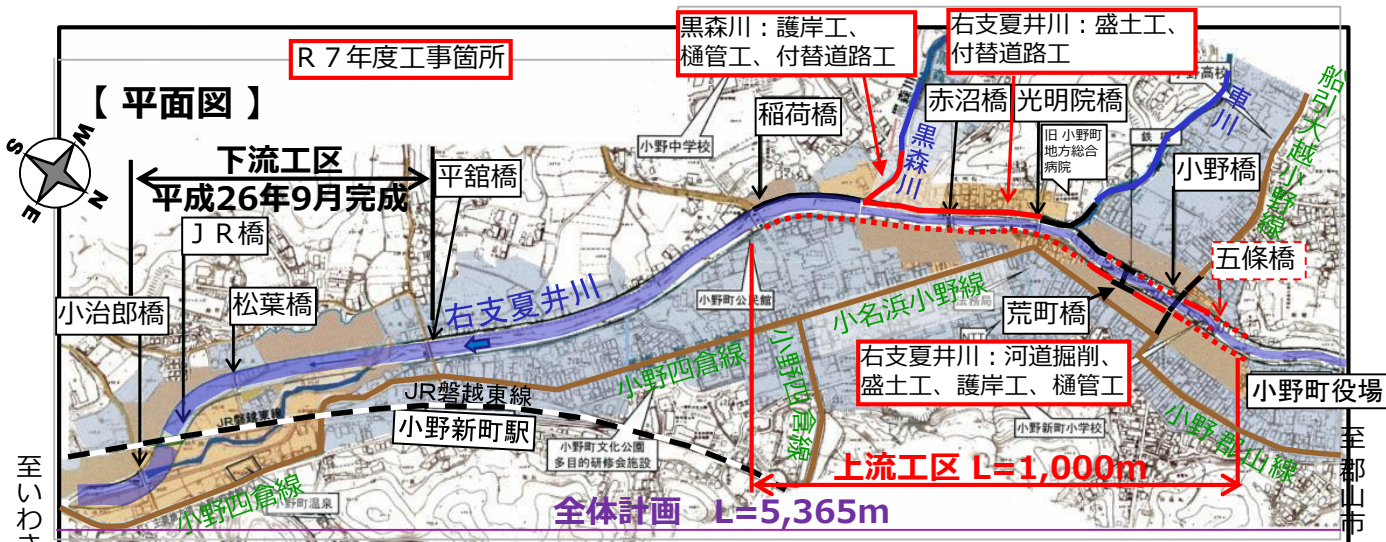 R７年度工事箇所
黒森川：護岸工、
樋管工、付替道路工
右支夏井川：盛土工、
付替道路工
【 平面図 】
S
W
E
N
下流工区
平成26年9月完成
平舘橋
ＪＲ橋
小治郎橋
松葉橋
稲荷橋
小野中学校
黒森川
赤沼橋
光明院橋
旧 小野町
地方総合
病院
小野高校
車川
小野橋
船引大越小野線
五條橋
荒町橋
NTT
右支夏井川
小野町公民館
小名浜小野線
右支夏井川：河道掘削、
盛土工、護岸工、樋管工
小野町役場
小野四倉線
小野四倉線
JR磐越東線
JR磐越東線
小野新町駅
小野町文化公園
多目的研修会施設
小野新町小学校
小野郡山線
小野四倉線
小野町温泉
上流工区 L=1,000m
全体計画　L=5,365m
至いわき
至郡山市